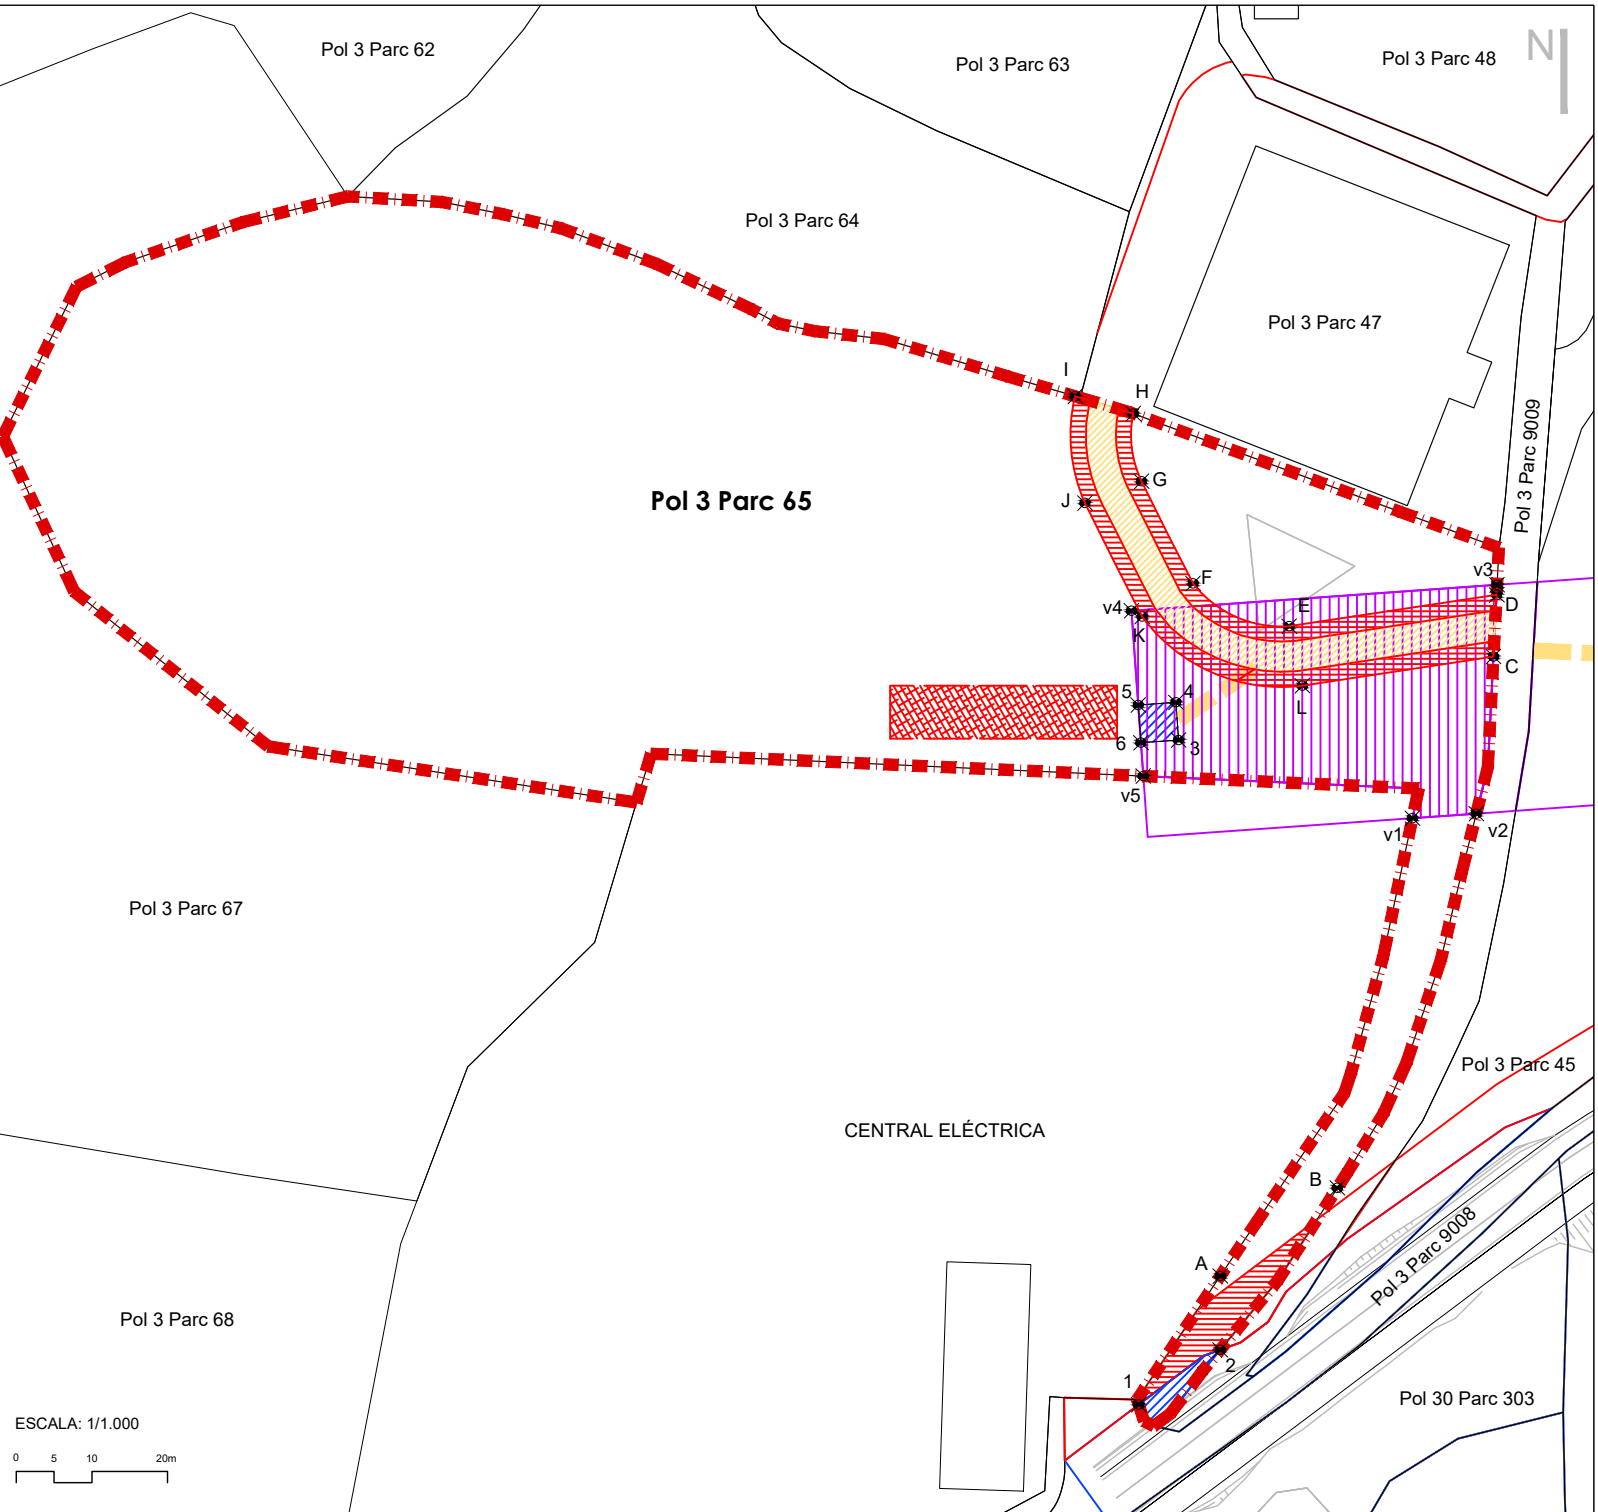 Pol 3 Parc 62
Pol 3 Parc 63
Pol 3 Parc 48
N
Pol 3 Parc 64
Pol 3 Parc 47
I
H
Pol 3 Parc 9009
Pol 3 Parc 65
G
J
v3
F
D
v4
E
K
C
5
4
L
6
3
v5
v1
v2
Pol 3 Parc 67
Pol 3 Parc 45
CENTRAL ELÉCTRICA
B
Pol 3 Parc 9008
A
Pol 3 Parc 68
2
1
Pol 30 Parc 303
ESCALA: 1/1.000
0 5 10 20m